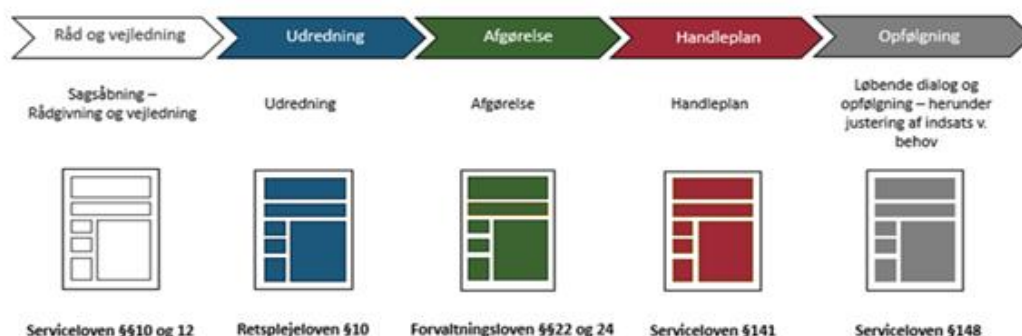 Råd og vejledning
Udredning
Afgørelse
Handleplan
Opfølgning
Sagsåbning –
Rådgivning og vejledning
Udredning
Afgørelse
Handleplan
Løbende dialog og
opfølgning – herunder
justering af indsats v.
behov
Serviceloven §§10 og 12
Retsplejeloven §10
Forvaltningsloven §§22 og 24
Serviceloven §141
Serviceloven §148